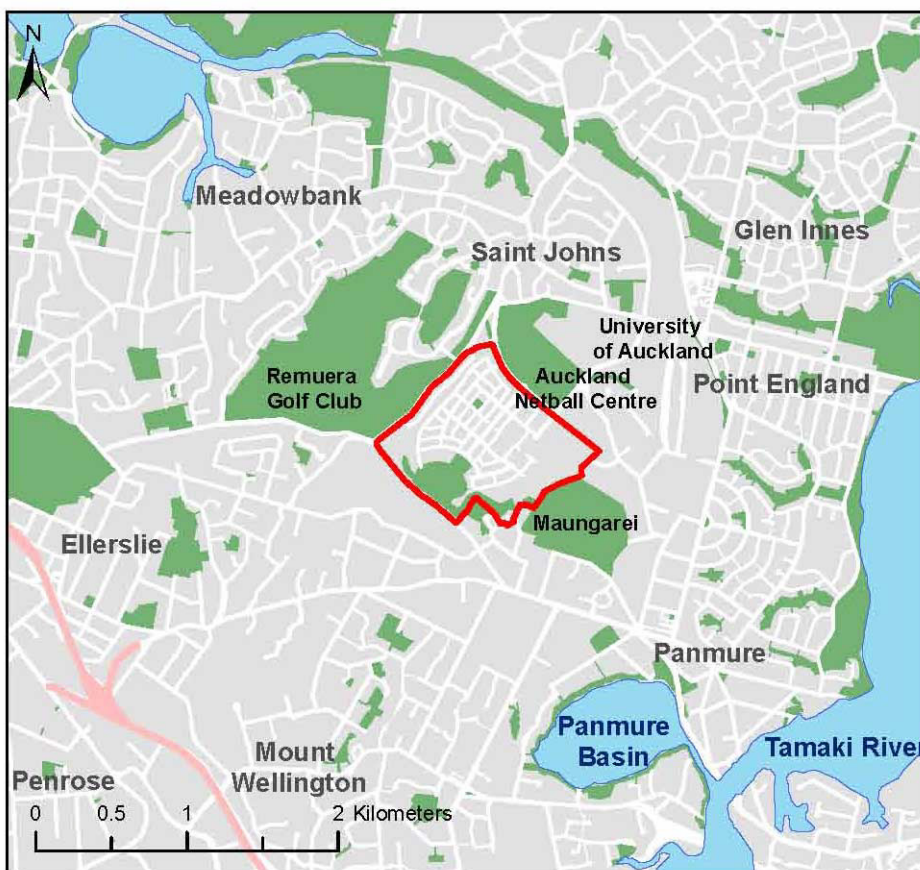 N
Meadowbank
Glen Innes
Saint Johns
University
of Auckland
Remuera
Golf Club
Auckland
Netball Centre
Point England
Maungarei
Ellerslie
Panmure
Panmure
Basin
Tamaki River
Mount
Wellington
Penrose
0 0.5 1 2 Kilometers